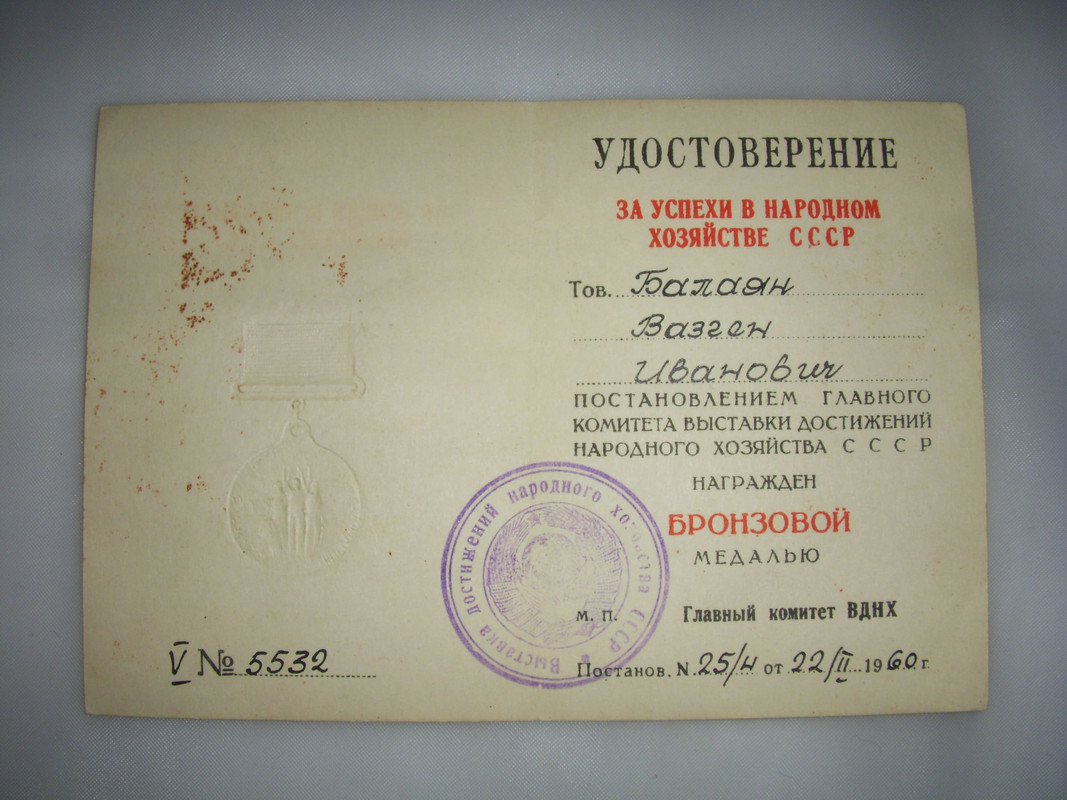 УДОСТОВЕРЕНИЕ
ЗА УСПЕХИ В НАРОДНОМ
ХОЗЯЙСТВЕ СССР
Тов. Балаян
Вазген
Иванович
ПОСТАНОВЛЕНИЕМ ГЛАВНОГО
КОМИТЕТА ВЫСТАВКИ ДОСТИЖЕНИЙ
НАРОДНОГО ХОЗЯЙСТВА СССР
НАГРАЖДЕН
БРОНЗОВОЙ
МЕДАЛЬЮ
Выставка достижений народного хозяйства СССР
М. П. Главный комитет ВДНХ
V № 5532
Постанов. N. 25/н от 22/II 1960 г.